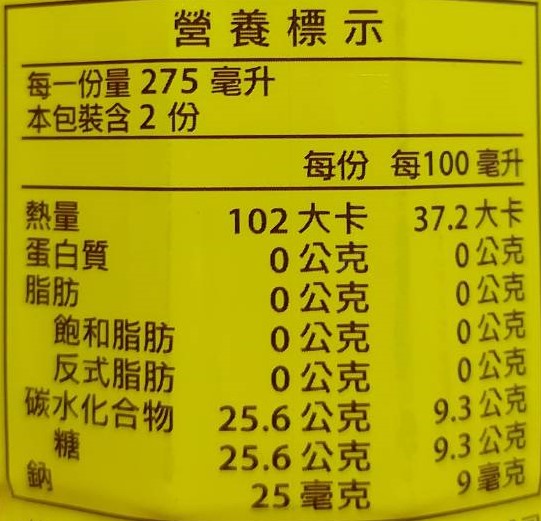 營養標示
每一份量 275 毫升
本包裝含 2 份
每份 每100 毫升
熱量 102 大卡 37.2 大卡
蛋白質 0 公克 0 公克
脂肪 0 公克 0 公克
飽和脂肪 0 公克 0 公克
反式脂肪 0 公克 0 公克
碳水化合物 25.6 公克 9.3 公克
糖 25.6 公克 9.3 公克
鈉 25 毫克 9 毫克